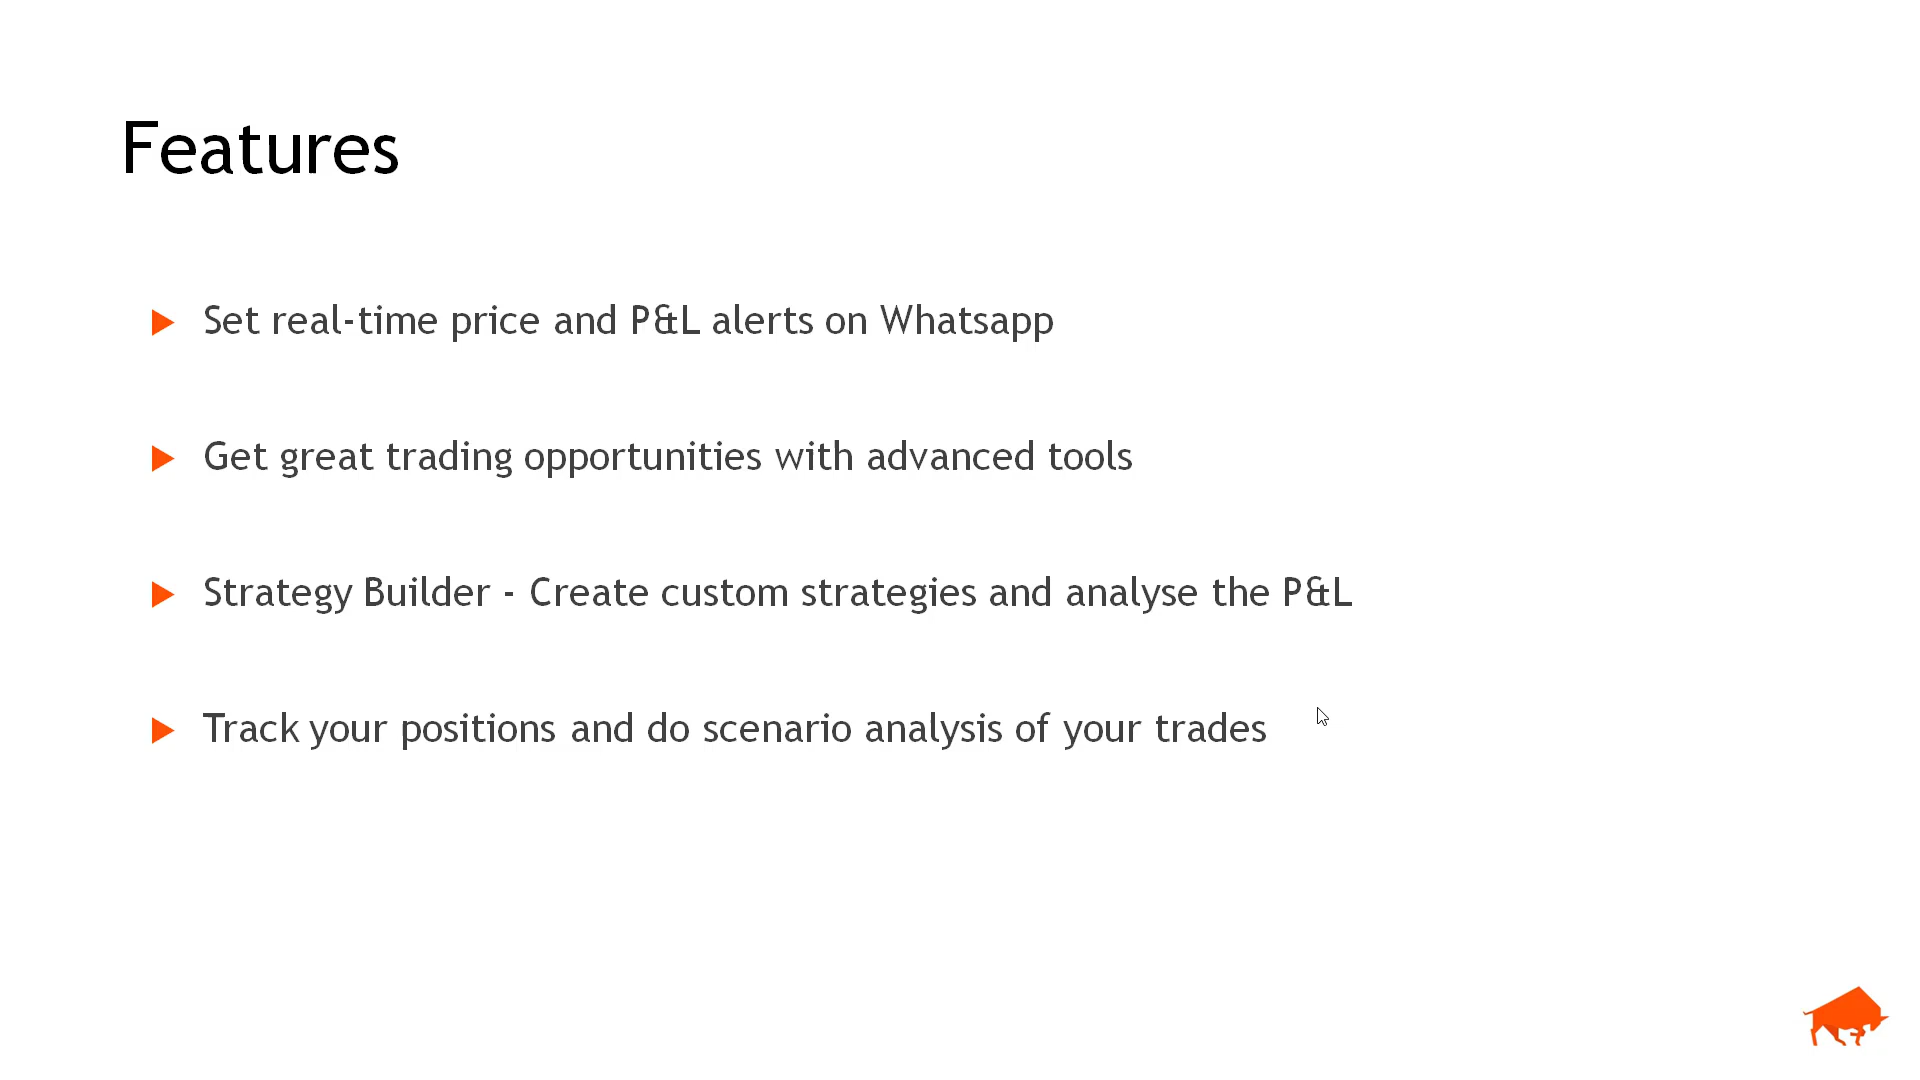 Features
Set real-time price and P&L alerts on Whatsapp
Get great trading opportunities with advanced tools
Strategy Builder - Create custom strategies and analyse the P&L
Track your positions and do scenario analysis of your trades